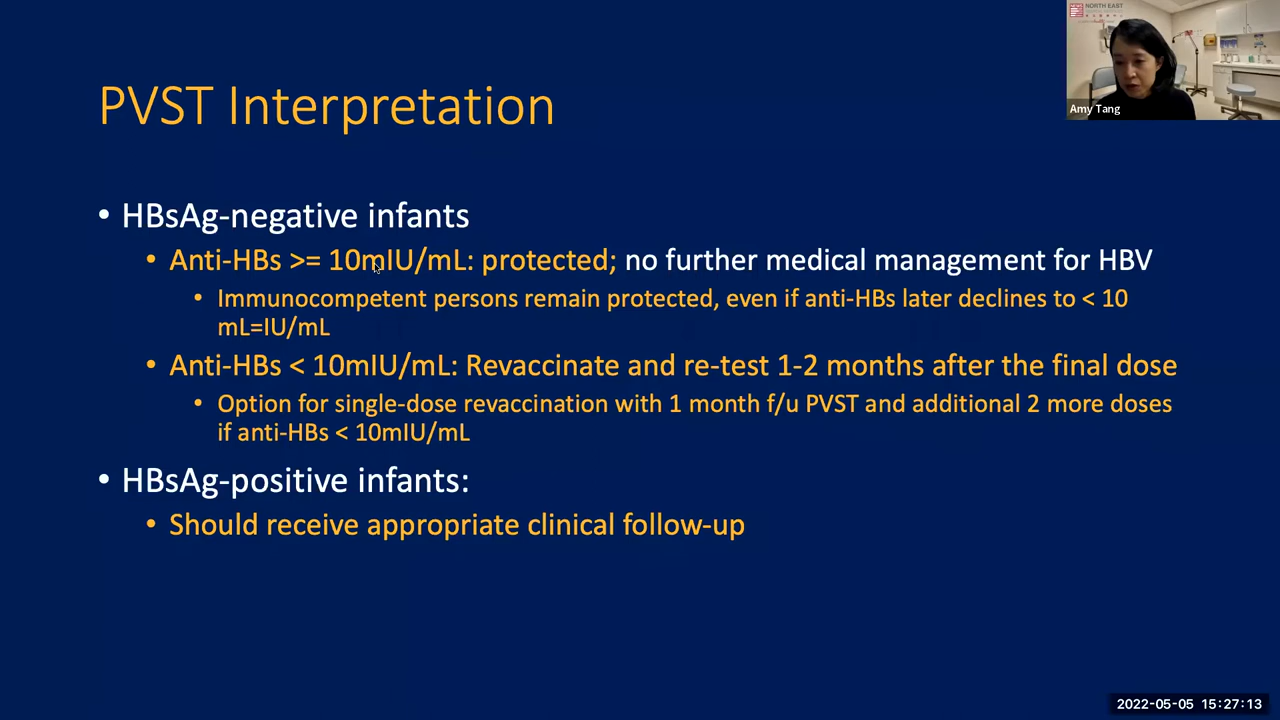 NORTH EAST
Amy Tang
PVST Interpretation
• HBsAg-negative infants
• Anti-HBs >= 10mIU/mL: protected; no further medical management for HBV
• Immunocompetent persons remain protected, even if anti-HBs later declines to < 10
mL=IU/mL
• Anti-HBs < 10mIU/mL: Revaccinate and re-test 1-2 months after the final dose
• Option for single-dose revaccination with 1 month f/u PVST and additional 2 more doses
if anti-HBs < 10mIU/mL
• HBsAg-positive infants:
• Should receive appropriate clinical follow-up
2022-05-05 15:27:13